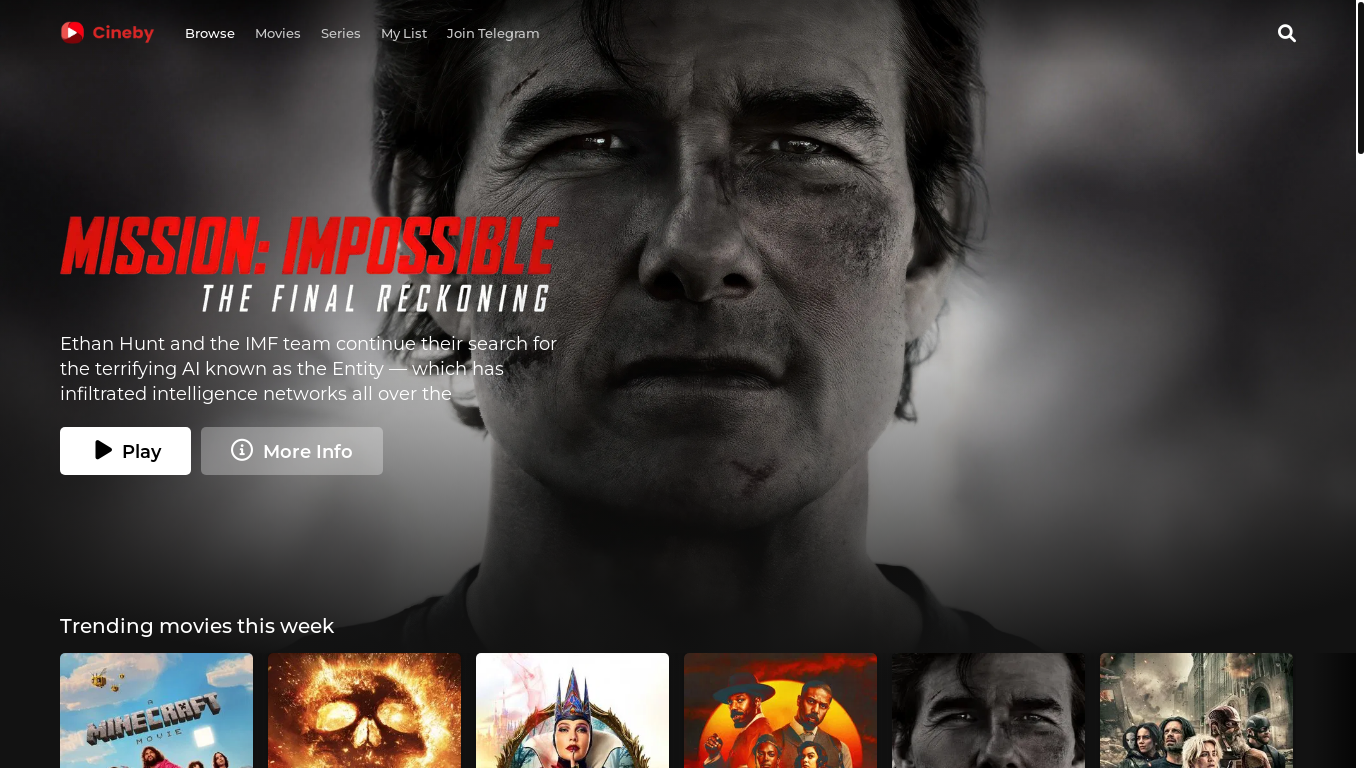 Cineby
Browse
Movies
Series
My List
Join Telegram
MISSION: IMPOSSIBLE
THE FINAL RECKONING
Ethan Hunt and the IMF team continue their search for
the terrifying AI known as the Entity — which has
infiltrated intelligence networks all over the
Play
More Info
Trending movies this week
A
MINECRAFT
MOVIE